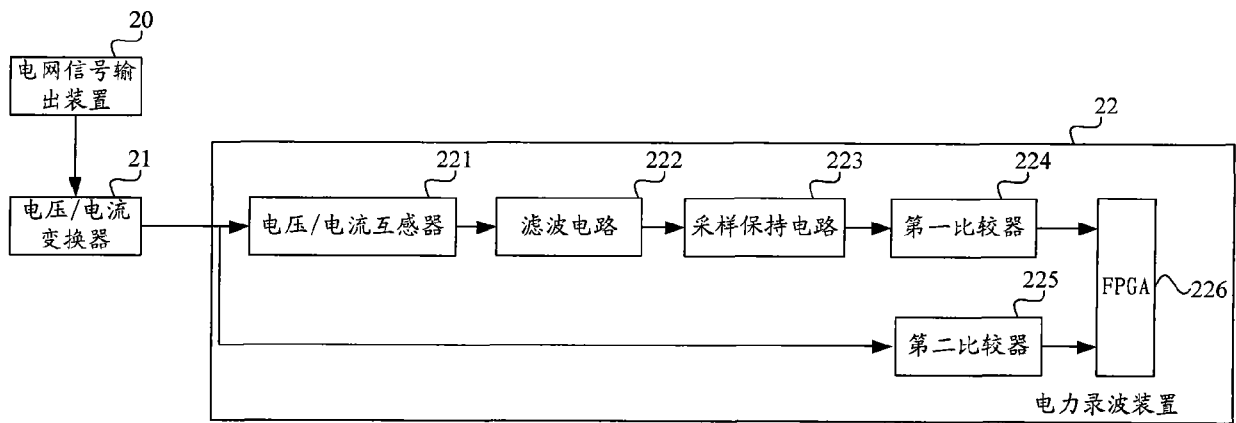 20
电网信号输
出装置
21
电压/电流
变换器
22
221
电压/电流互感器
222
滤波电路
223
采样保持电路
224
第一比较器
225
第二比较器
FPGA
226
电力录波装置